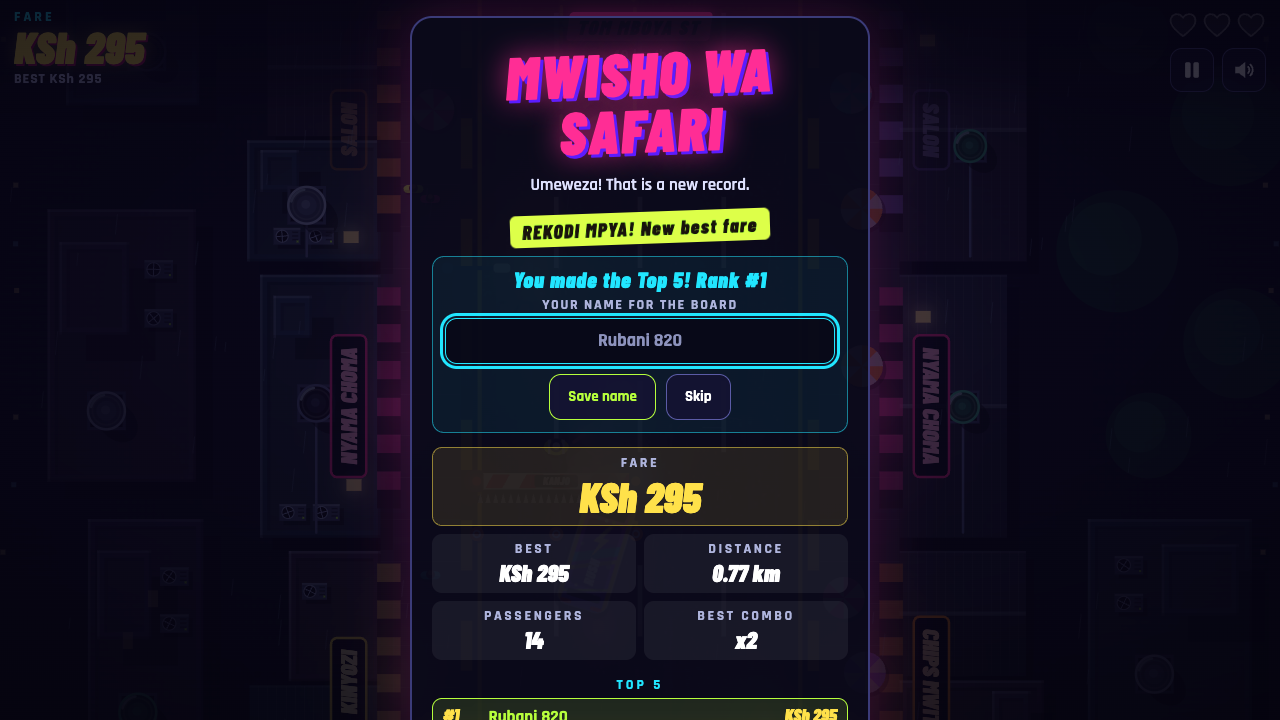 FARE
KSh 295
BEST KSh 295
MWISHO WA
SAFARI
Umeweza! That is a new record.
REKODI MPYA! New best fare
You made the Top 5! Rank #1
YOUR NAME FOR THE BOARD
Rubani 820
Save name
Skip
FARE
KSh 295
BEST
KSh 295
DISTANCE
0.77 km
PASSENGERS
14
BEST COMBO
x2
TOP 5
#1 Rubani 820 KSh 295
SALON
SALON
NYAMA CHOMA
NYAMA CHOMA
KINYOZI